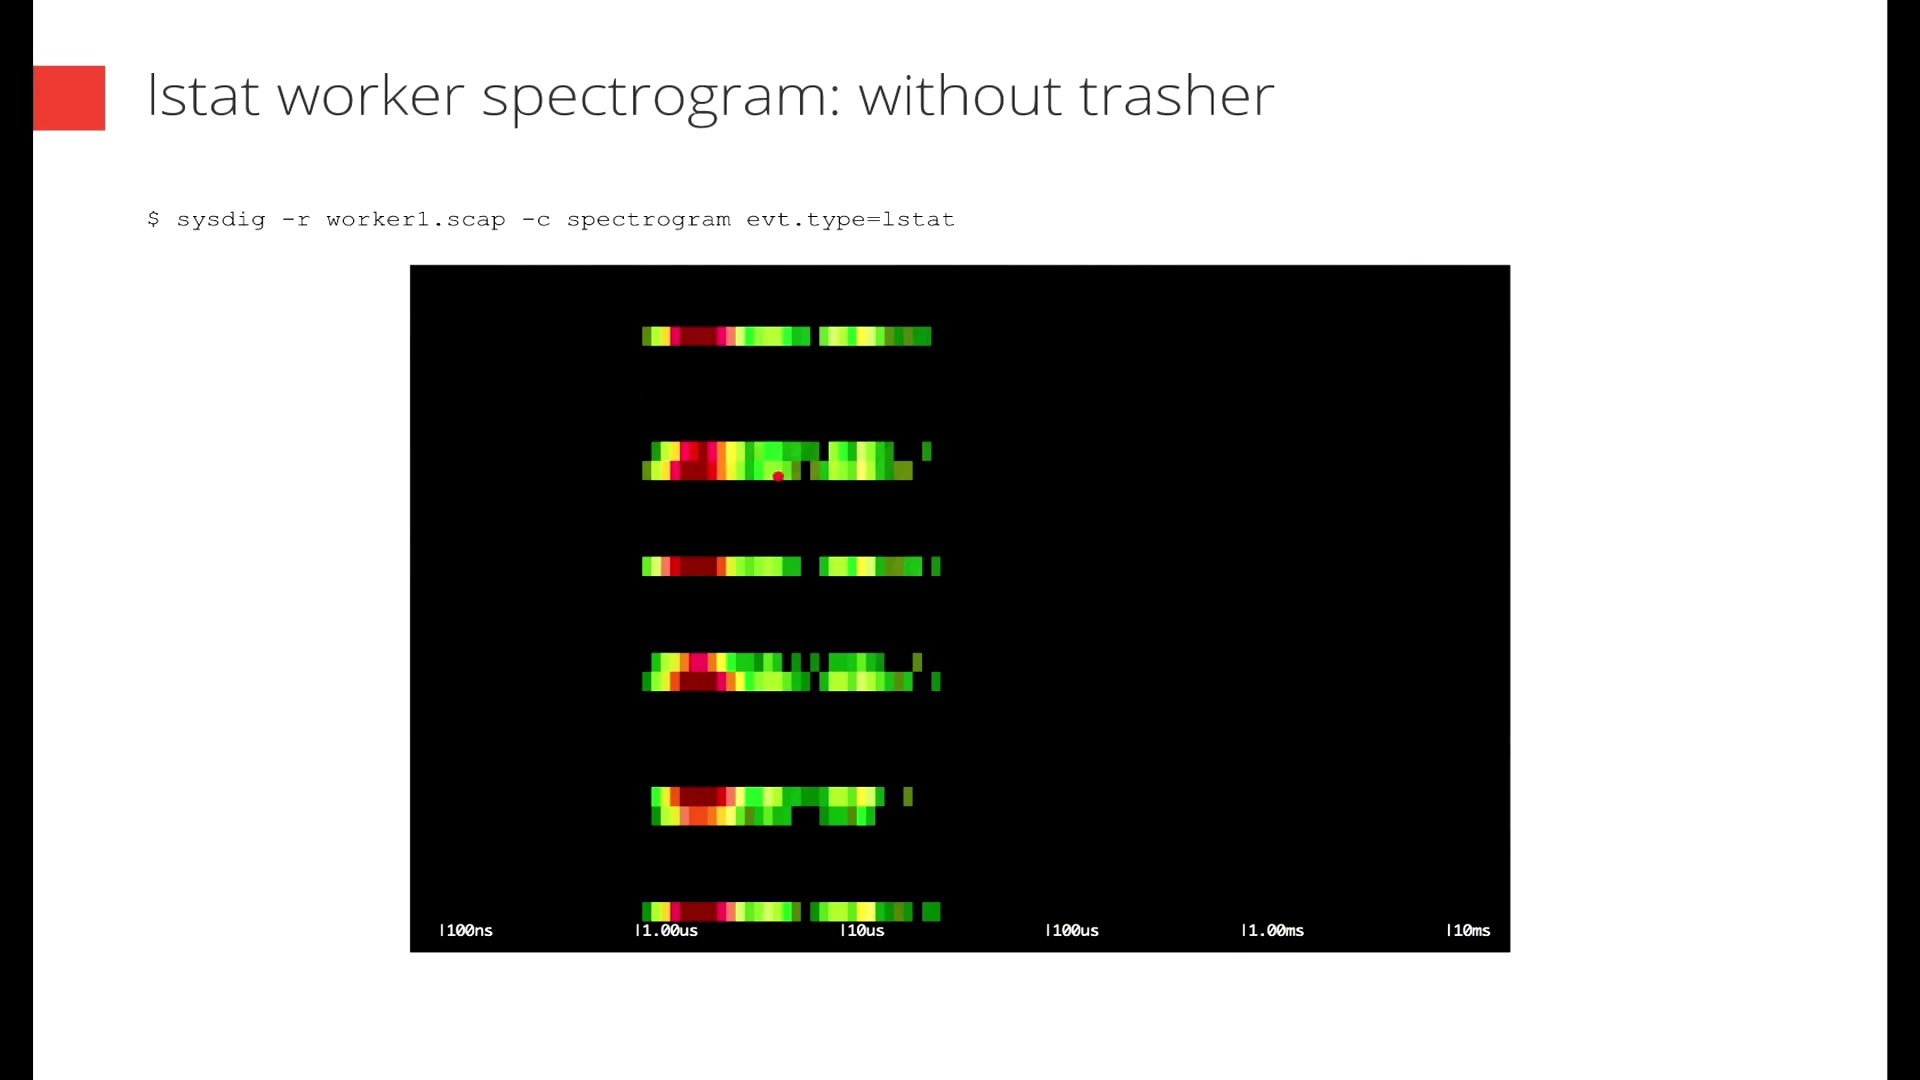 lstat worker spectrogram: without trasher
$ sysdig -r worker1.scap -c spectrogram evt.type=lstat
|100ns |1.00us |10us |100us |1.00ms |10ms